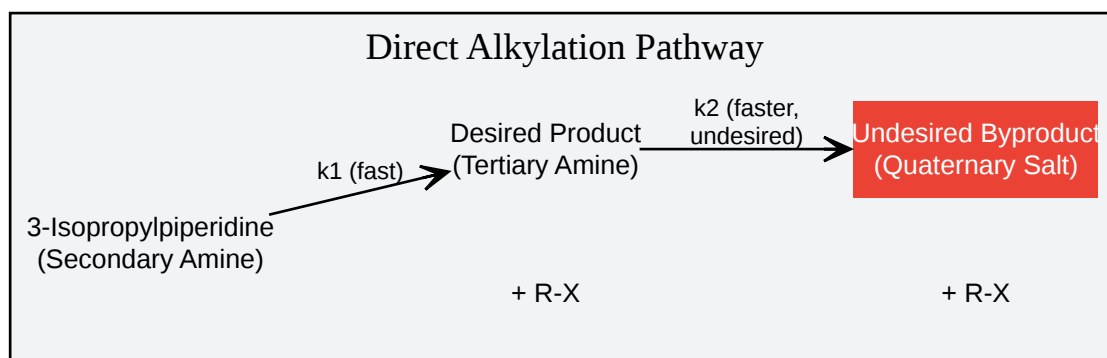 Direct Alkylation Pathway
k2 (faster,
undesired)
Desired Product
(Tertiary Amine)
Undesired Byproduct
(Quaternary Salt)
k1 (fast)
3-Isopropylpiperidine
(Secondary Amine)
+ R-X
+ R-X